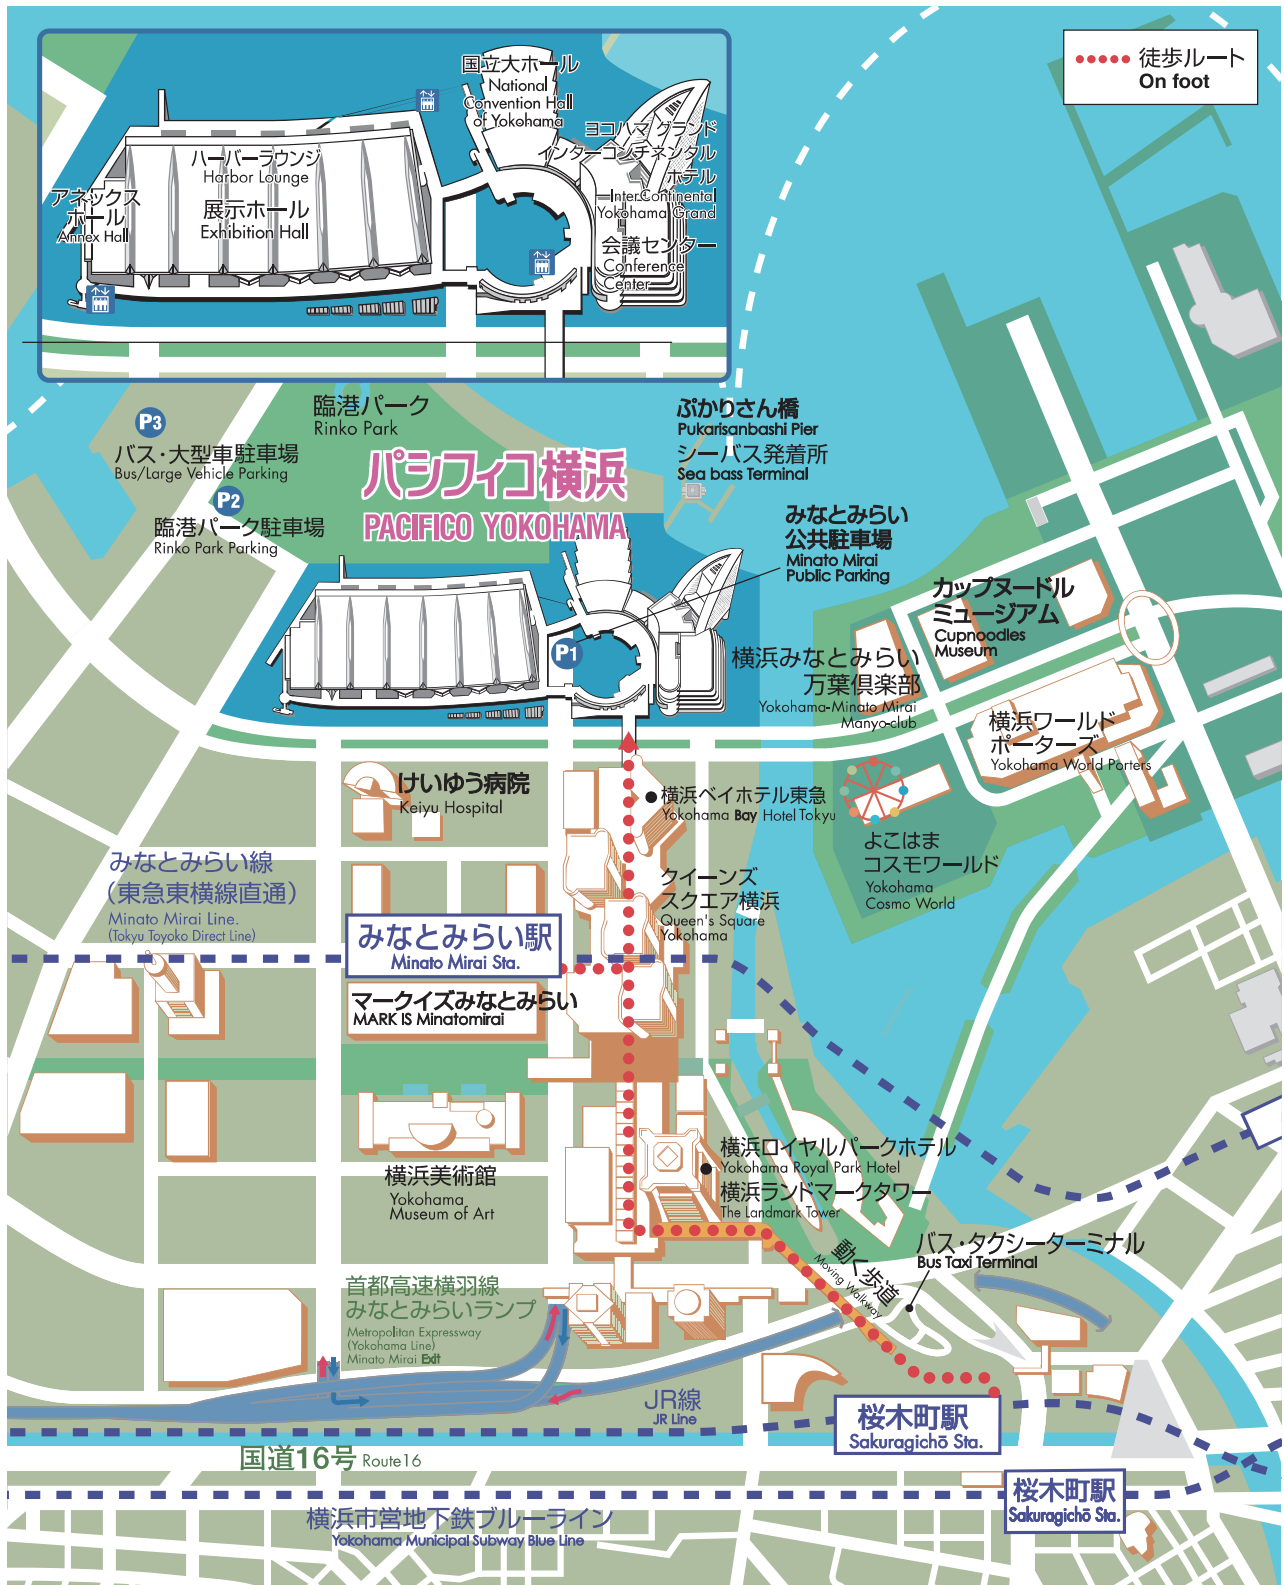 徒歩ルート
On foot
国立大ホール
National
Convention Hall
of Yokohama
ヨコハマ グランド
インターコンチネンタル
ホテル
InterContinental
Yokohama Grand
ハーバーラウンジ
Harbor Lounge
アネックス
ホール
Annex Hall
展示ホール
Exhibition Hall
会議センター
Conference
Center
臨港パーク
Rinko Park
P3
バス・大型車駐車場
Bus/Large Vehicle Parking
P2
臨港パーク駐車場
Rinko Park Parking
パシフィコ横浜
PACIFICO YOKOHAMA
ぷかりさん橋
Pukarisanbashi Pier
シーバス発着所
Sea bass Terminal
みなとみらい
公共駐車場
Minato Mirai
Public Parking
P1
カップヌードル
ミュージアム
Cupnoodles
Museum
横浜みなとみらい
万葉倶楽部
Yokohama-Minato Mirai
Manyo-club
横浜ワールド
ポーターズ
Yokohama World Porters
けいゆう病院
Keiyu Hospital
横浜ベイホテル東急
Yokohama Bay Hotel Tokyu
よこはま
コスモワールド
Yokohama
Cosmo World
クイーンズ
スクエア横浜
Queen's Square
Yokohama
みなとみらい線
（東急東横線直通）
Minato Mirai Line.
(Tokyu Toyoko Direct Line)
みなとみらい駅
Minato Mirai Sta.
マークイズみなとみらい
MARK IS Minatomirai
横浜美術館
Yokohama
Museum of Art
横浜ロイヤルパークホテル
Yokohama Royal Park Hotel
横浜ランドマークタワー
The Landmark Tower
動く歩道
Moving Walkway
バス・タクシーターミナル
Bus Taxi Terminal
首都高速横羽線
みなとみらいランプ
Metropolitan Expressway
(Yokohama Line)
Minato Mirai Exit
JR線
JR Line
桜木町駅
Sakuragichō Sta.
国道16号 Route16
桜木町駅
Sakuragichō Sta.
横浜市営地下鉄ブルーライン
Yokohama Municipal Subway Blue Line